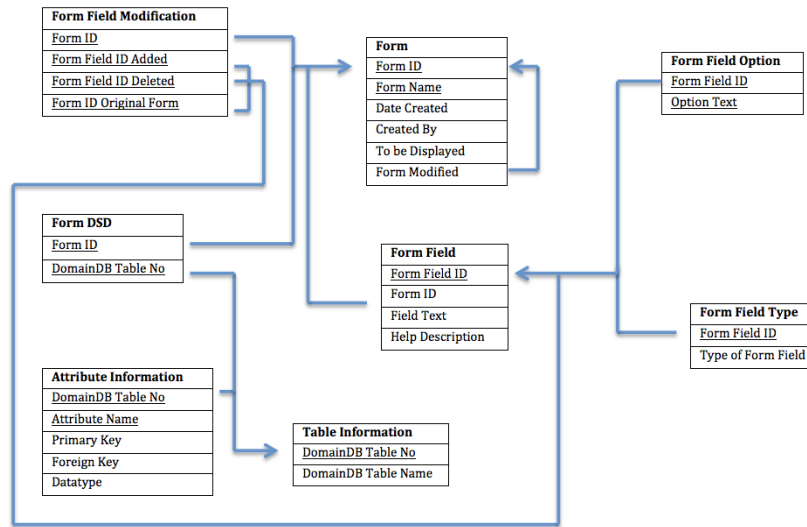 Form Field Modification
Form ID
Form Field ID Added
Form Field ID Deleted
Form ID Original Form
Form
Form ID
Form Name
Date Created
Created By
To be Displayed
Form Modified
Form Field Option
Form Field ID
Option Text
Form DSD
Form ID
DomainDB Table No
Form Field
Form Field ID
Form ID
Field Text
Help Description
Form Field Type
Form Field ID
Type of Form Field
Attribute Information
DomainDB Table No
Attribute Name
Primary Key
Foreign Key
Datatype
Table Information
DomainDB Table No
DomainDB Table Name